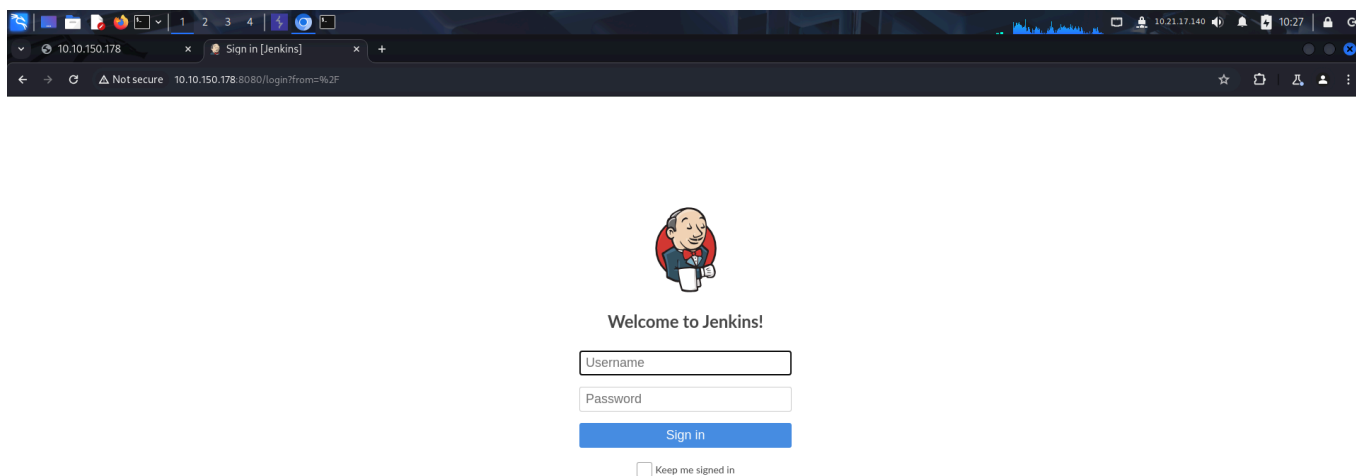 1 2 3 4
10.21.17.140
10:27
10.10.150.178
Sign in [Jenkins]
Not secure 10.10.150.178:8080/login?from=%2F
Welcome to Jenkins!
Username
Password
Sign in
Keep me signed in